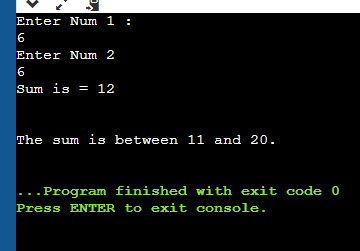 Enter Num 1 :
6
Enter Num 2
6
Sum is = 12
The sum is between 11 and 20.
...Program finished with exit code 0
Press ENTER to exit console.